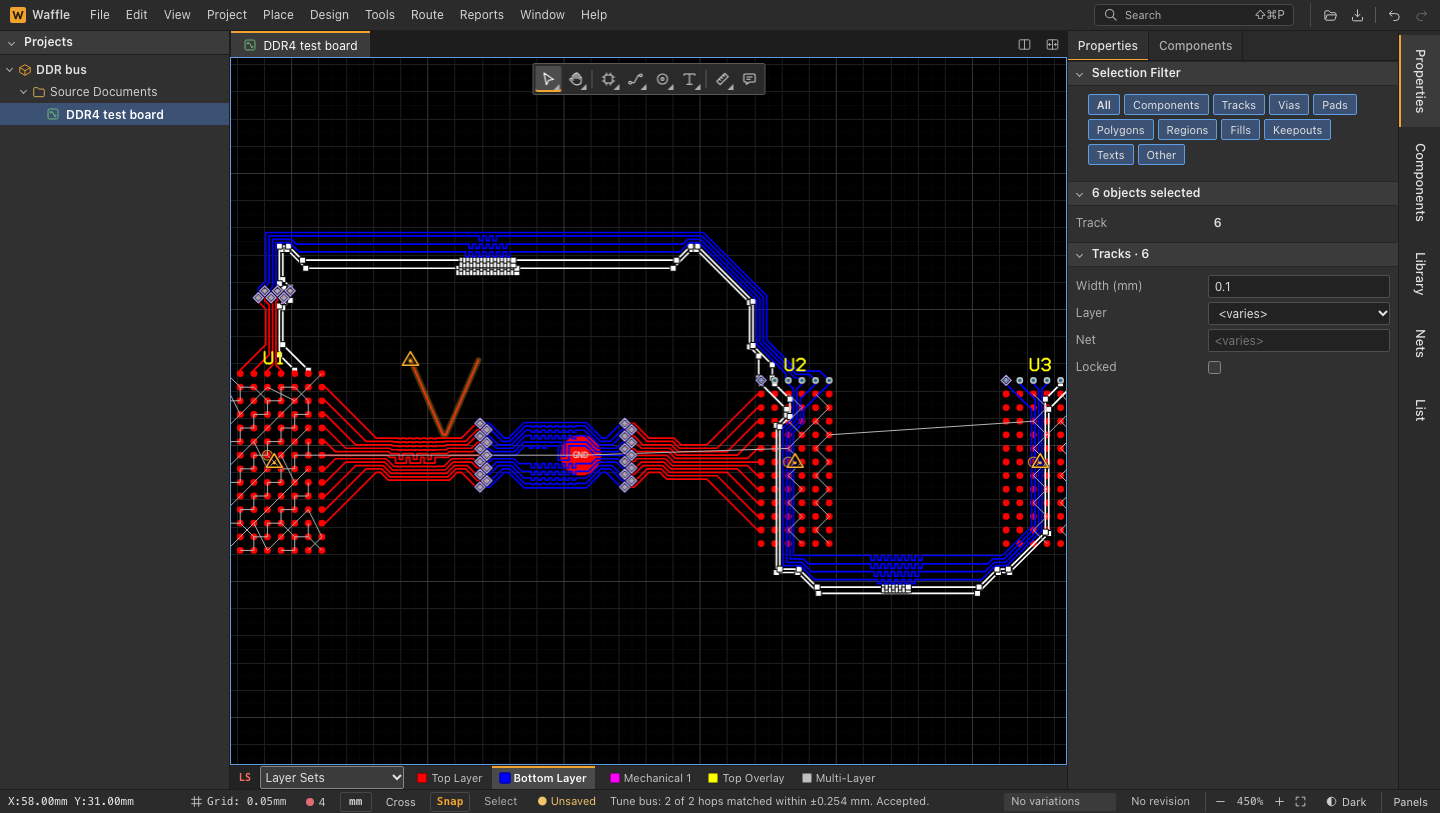 W Waffle File Edit View Project Place Design Tools Route Reports Window Help Search ⇧⌘P
Projects
DDR bus
Source Documents
DDR4 test board
DDR4 test board
U1
U2
U3
GND
Properties Components
Selection Filter
All Components Tracks Vias Pads
Polygons Regions Fills Keepouts
Texts Other
6 objects selected
Track 6
Tracks · 6
Width (mm) 0.1
Layer <varies>
Net <varies>
Locked
Properties
Components
Library
Nets
List
LS Layer Sets Top Layer Bottom Layer Mechanical 1 Top Overlay Multi-Layer
X:58.00mm Y:31.00mm Grid: 0.05mm 4 mm Cross Snap Select Unsaved Tune bus: 2 of 2 hops matched within ±0.254 mm. Accepted. No variations No revision − 450% + Dark Panels